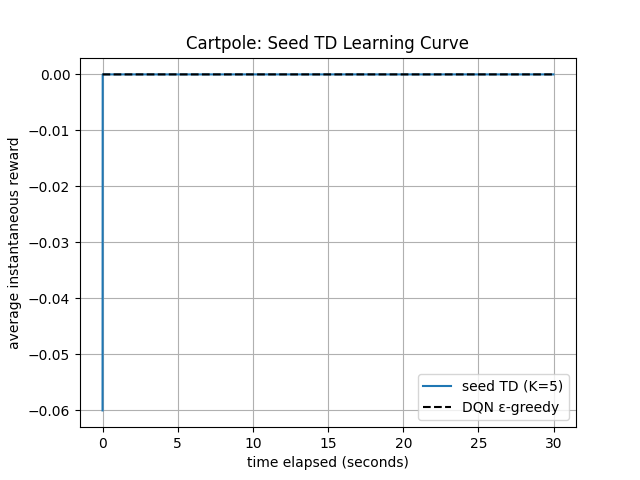 Cartpole: Seed TD Learning Curve
0.00
−0.01
−0.02
−0.03
−0.04
−0.05
−0.06
average instantaneous reward
seed TD (K=5)
DQN ε-greedy
0 5 10 15 20 25 30
time elapsed (seconds)